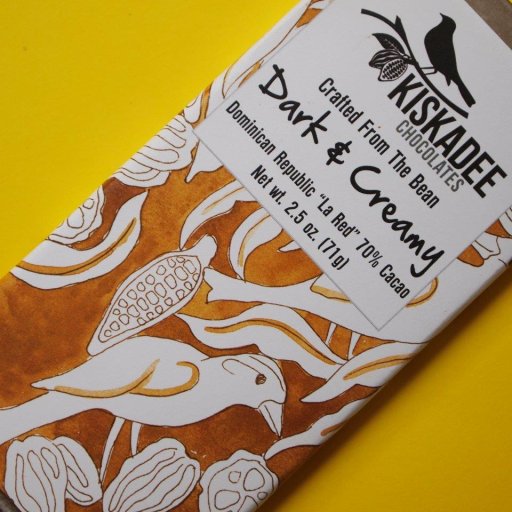 KISKADEE
CHOCOLATES
Crafted From The Bean
Dark & Creamy
Dominican Republic "La Red" 70% Cacao
Net wt. 2.5 oz. (71g)